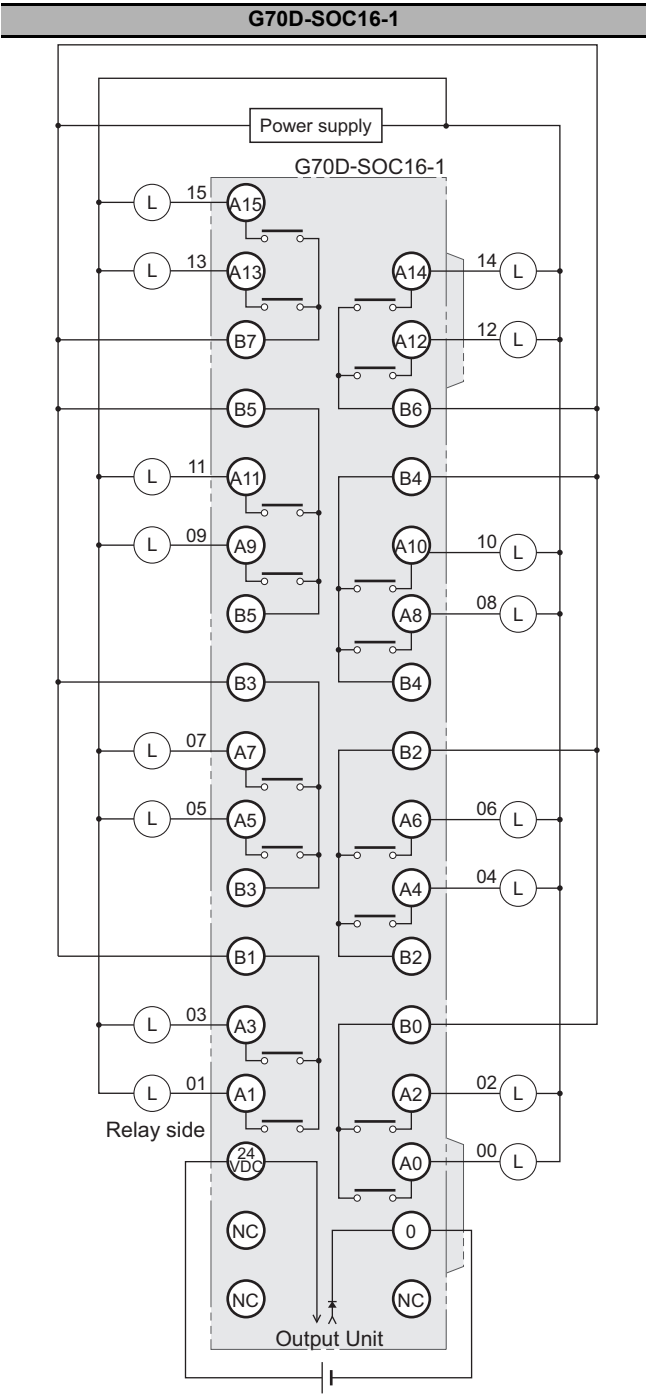 G70D-SOC16-1
Power supply
G70D-SOC16-1
L 15 A15
L 13 A13 A14 14 L
B7 A12 12 L
B5 B6
L 11 A11 B4
L 09 A9 A10 10 L
B5 A8 08 L
B3 B4
L 07 A7 B2
L 05 A5 A6 06 L
B3 A4 04 L
B1 B2
L 03 A3 B0
L 01 A1 A2 02 L
Relay side
24 VDC A0 00 L
NC 0
NC NC
Output Unit